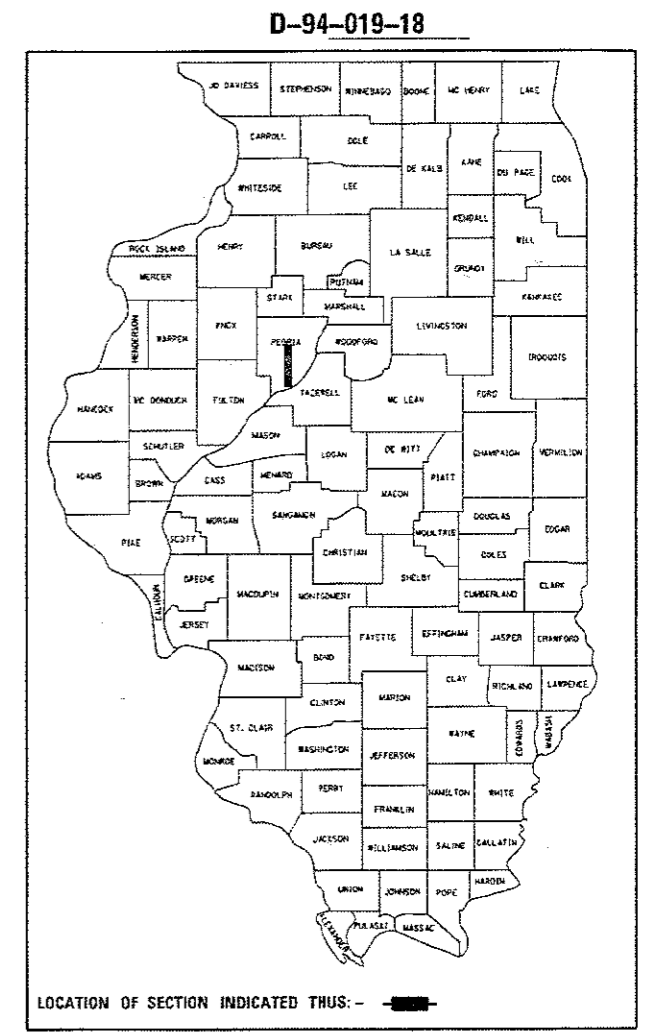 D-94-019-18
JO DAVIESS STEPHENSON WINNEBAGO BOONE MC HENRY LAKE
CARROLL OGLE DE KALB KANE DU PAGE COOK
WHITESIDE LEE KENDALL WILL
ROCK ISLAND HENRY BUREAU LA SALLE GRUNDY
MERCER PUTNAM KANKAKEE
STARK MARSHALL
HENDERSON WARREN KNOX PEORIA WOODFORD LIVINGSTON IROQUOIS
HANCOCK MC DONOUGH FULTON TAZEWELL MC LEAN FORD
MASON
SCHUYLER LOGAN DE WITT CHAMPAIGN VERMILION
ADAMS BROWN CASS MENARD MACON PIATT
PIKE SCOTT MORGAN SANGAMON CHRISTIAN MOULTRIE DOUGLAS EDGAR
COLES
CALHOUN GREENE MACOUPIN MONTGOMERY SHELBY CUMBERLAND CLARK
JERSEY FAYETTE EFFINGHAM JASPER CRAWFORD
MADISON BOND MARION CLAY RICHLAND LAWRENCE
CLINTON
ST. CLAIR WASHINGTON JEFFERSON WAYNE EDWARDS WABASH
MONROE
RANDOLPH PERRY FRANKLIN HAMILTON WHITE
JACKSON WILLIAMSON SALINE GALLATIN
UNION JOHNSON POPE HARDIN
ALEXANDER PULASKI MASSAC
LOCATION OF SECTION INDICATED THUS: -